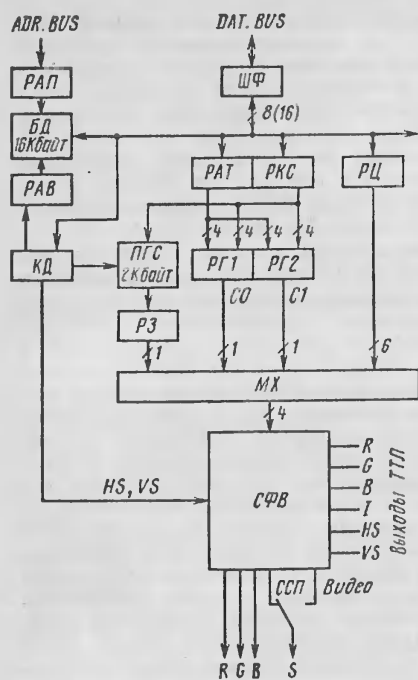 ADR. BUS
DAT. BUS
РАП
ШФ
8(16)
БД
16Кбайт
РАВ
РАТ
РКС
РЦ
4
4
4
4
КД
ПГС
2Кбайт
РГ1
РГ2
РЗ
С0
С1
1
1
1
6
МХ
4
СФВ
HS, VS
R
G
B
I
HS
VS
Выходы ТТЛ
ССП
Видео
R
G
B
S